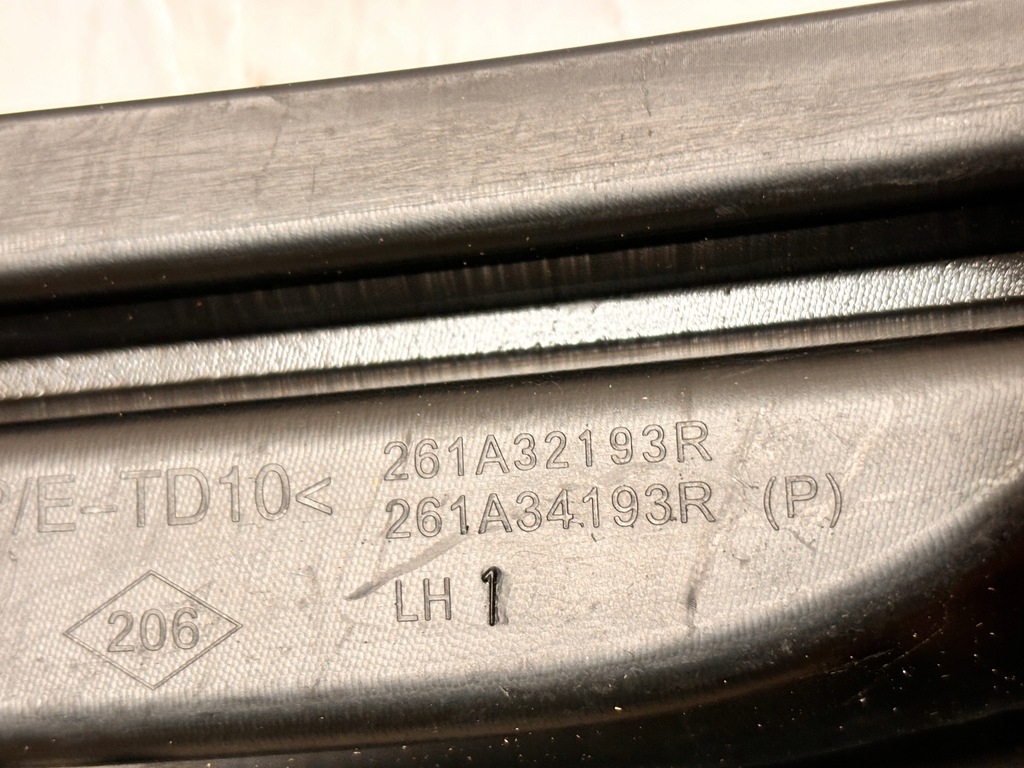 261A32193R
/E-TD10<
261A34193R (P)
LH 1
206